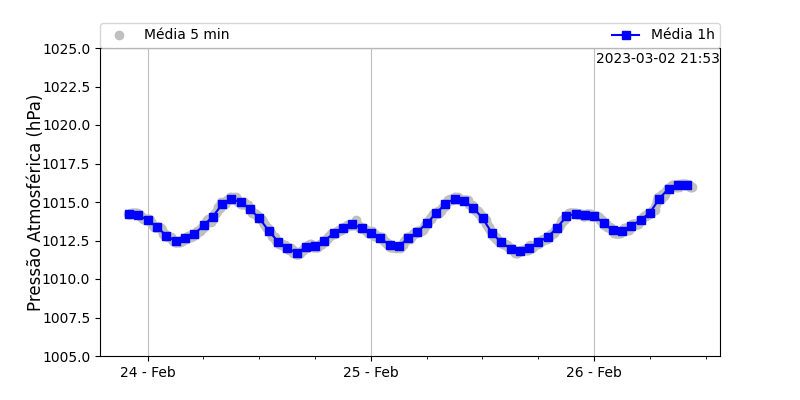 Média 5 min
Média 1h
2023-03-02 21:53
Pressão Atmosférica (hPa)
1025.0
1022.5
1020.0
1017.5
1015.0
1012.5
1010.0
1007.5
1005.0
24 - Feb
25 - Feb
26 - Feb